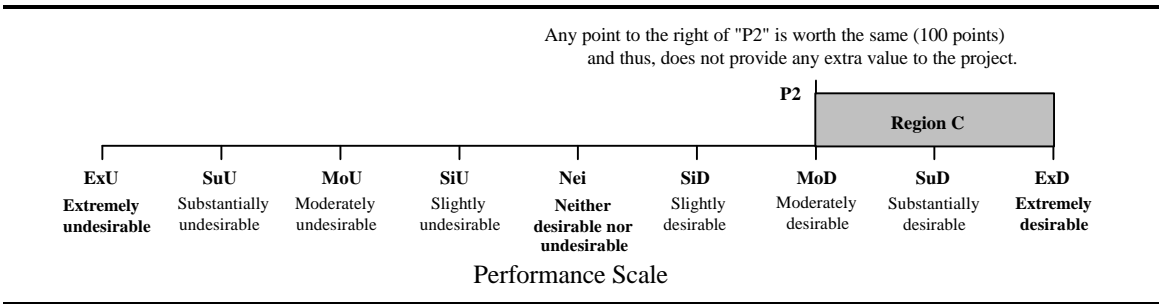 Any point to the right of "P2" is worth the same (100 points)
and thus, does not provide any extra value to the project.
P2
Region C
ExU SuU MoU SiU Nei SiD MoD SuD ExD
Extremely Substantially Moderately Slightly Neither Slightly Moderately Substantially Extremely
undesirable undesirable undesirable undesirable desirable nor desirable desirable desirable desirable
undesirable
Performance Scale